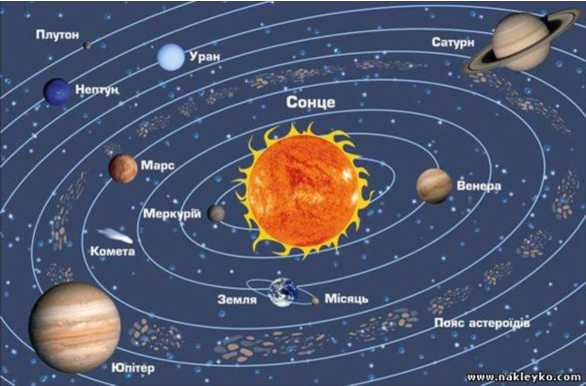 Плутон
Уран
Сатурн
Нептун
Сонце
Марс
Венера
Меркурій
Комета
Земля
Місяць
Пояс астероїдів
Юпітер
www.nakleyko.com